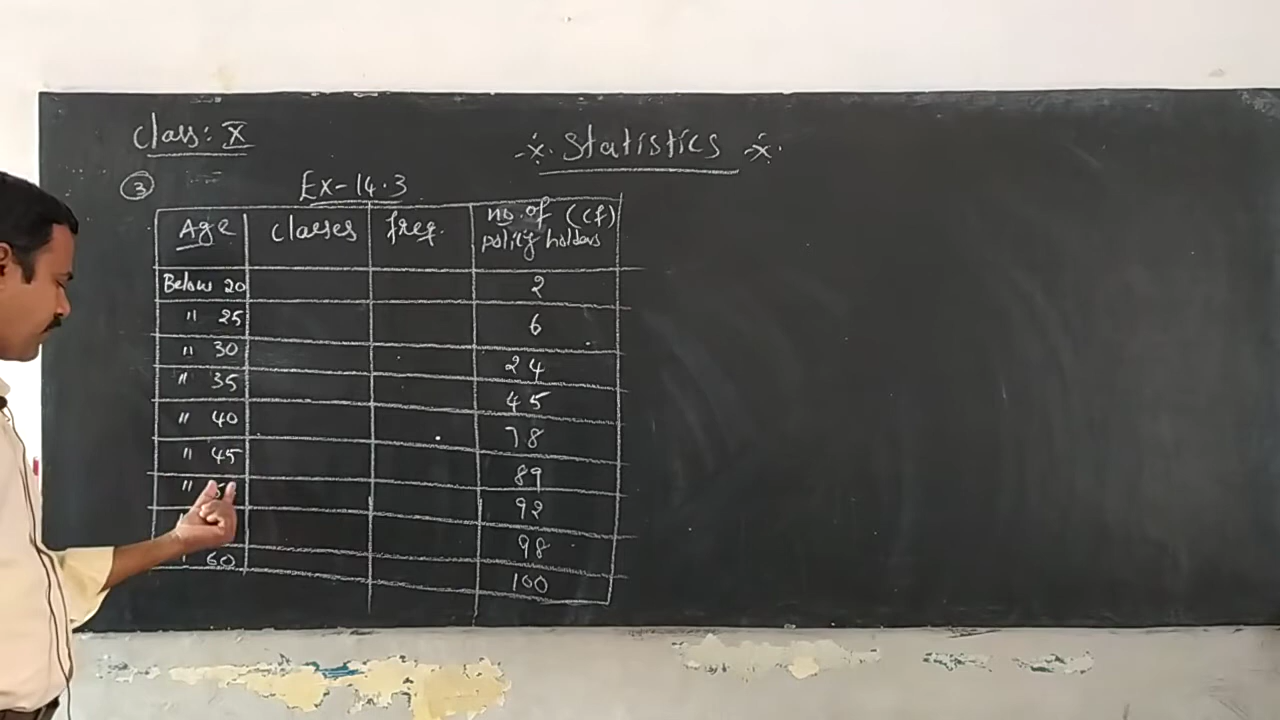 Class: X
∴ Statistics ∴
3
Ex-14.3
Age classes freq. no. of (cf) policy holders
Below 20 2
" 25 6
" 30 24
" 35 45
" 40 78
" 45 89
" 92
98
" 60 100